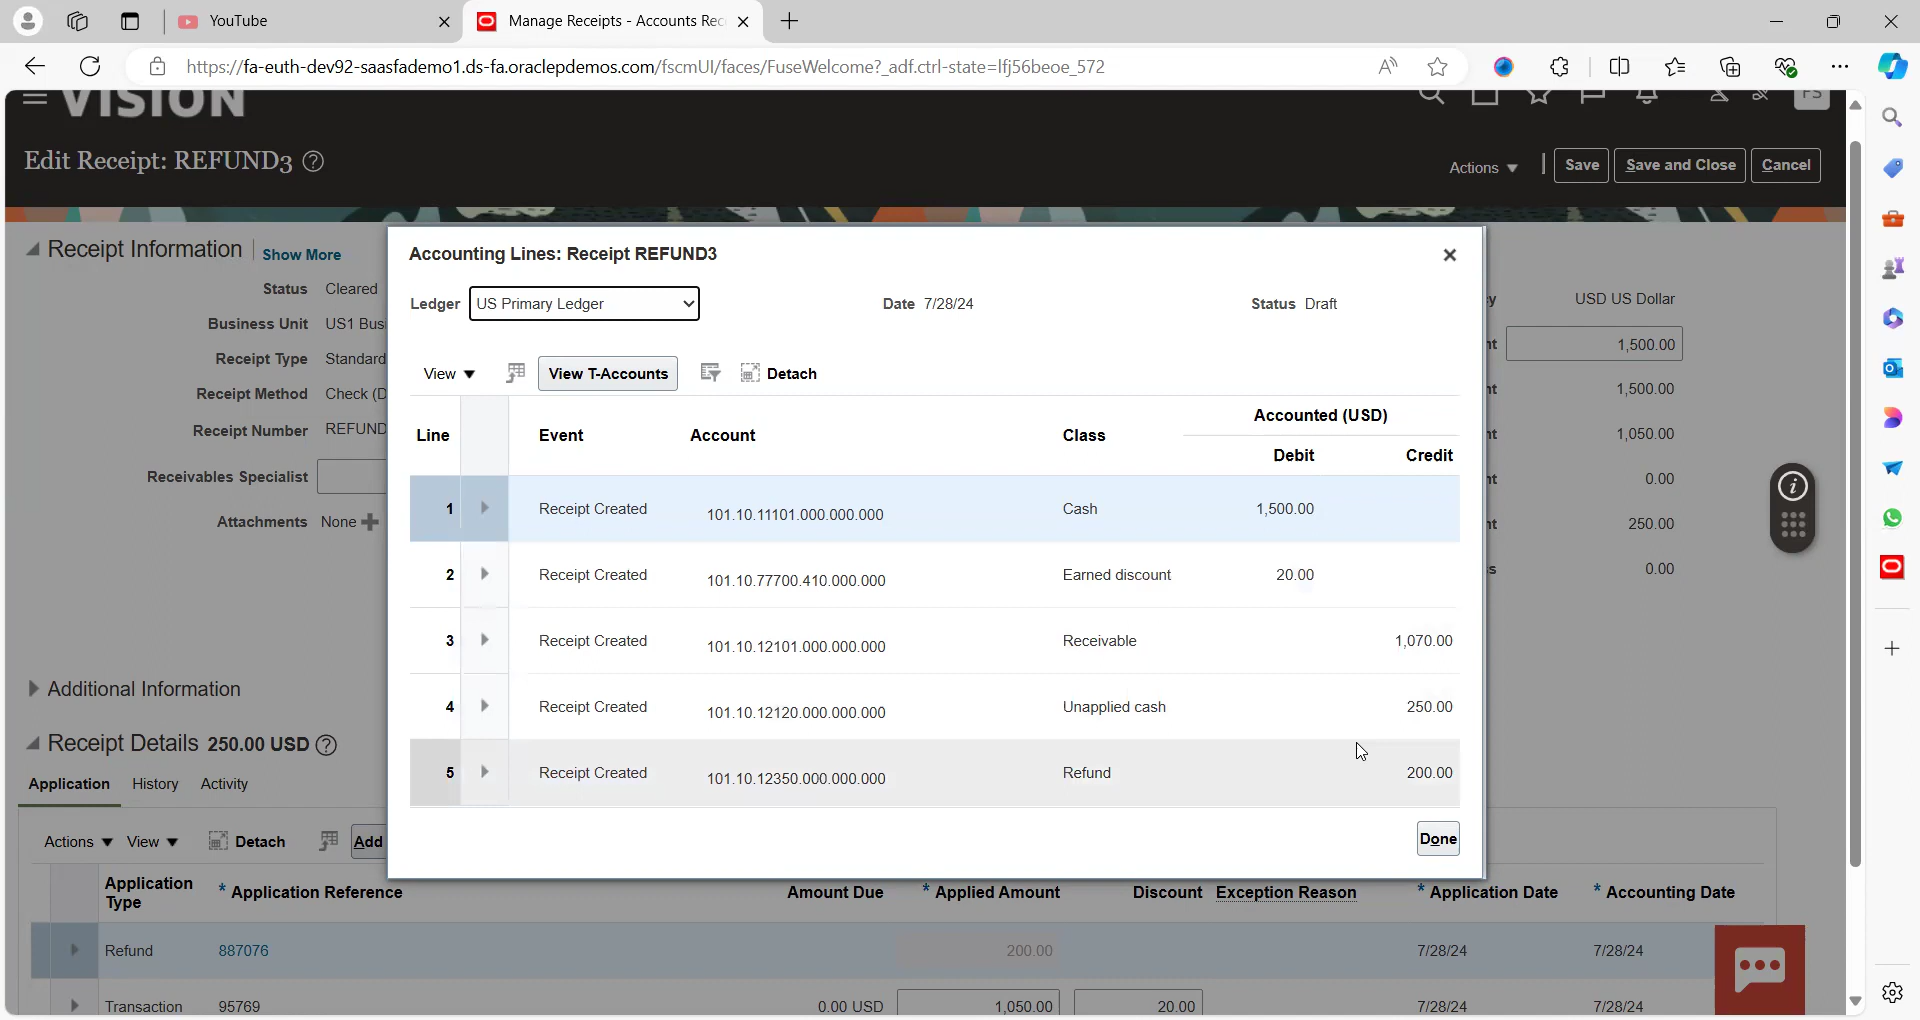 YouTube
Manage Receipts - Accounts Rec
https://fa-euth-dev92-saasfademo1.ds-fa.oraclepdemos.com/fscmUI/faces/FuseWelcome?_adf.ctrl-state=lfj56beoe_572
VISION
FS
Edit Receipt: REFUND3
Actions
Save
Save and Close
Cancel
Receipt Information
Show More
Status Cleared
Business Unit US1 Bus
Receipt Type Standard
Receipt Method Check (D
Receipt Number REFUND
Receivables Specialist
Attachments None
Additional Information
Receipt Details 250.00 USD
Application History Activity
Actions View Detach Add
Accounting Lines: Receipt REFUND3
Ledger US Primary Ledger Date 7/28/24 Status Draft
View View T-Accounts Detach
Line Event Account Class Accounted (USD)
Debit Credit
1 Receipt Created 101.10.11101.000.000.000 Cash 1,500.00
2 Receipt Created 101.10.77700.410.000.000 Earned discount 20.00
3 Receipt Created 101.10.12101.000.000.000 Receivable 1,070.00
4 Receipt Created 101.10.12120.000.000.000 Unapplied cash 250.00
5 Receipt Created 101.10.12350.000.000.000 Refund 200.00
Done
cy USD US Dollar
nt 1,500.00
nt 1,500.00
nt 1,050.00
nt 0.00
nt 250.00
s 0.00
Application Type * Application Reference Amount Due * Applied Amount Discount Exception Reason * Application Date * Accounting Date
Refund 887076 200.00 7/28/24 7/28/24
Transaction 95769 0.00 USD 1,050.00 20.00 7/28/24 7/28/24